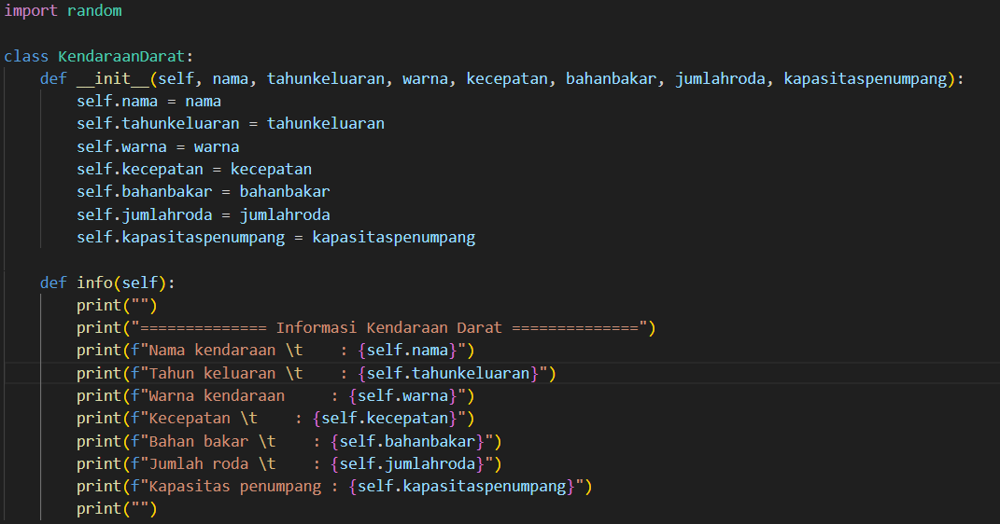 import random

class KendaraanDarat:
    def __init__(self, nama, tahunkeluaran, warna, kecepatan, bahanbakar, jumlahroda, kapasitaspenumpang):
        self.nama = nama
        self.tahunkeluaran = tahunkeluaran
        self.warna = warna
        self.kecepatan = kecepatan
        self.bahanbakar = bahanbakar
        self.jumlahroda = jumlahroda
        self.kapasitaspenumpang = kapasitaspenumpang

    def info(self):
        print("")
        print("============== Informasi Kendaraan Darat ==============")
        print(f"Nama kendaraan \t    : {self.nama}")
        print(f"Tahun keluaran \t    : {self.tahunkeluaran}")
        print(f"Warna kendaraan     : {self.warna}")
        print(f"Kecepatan \t    : {self.kecepatan}")
        print(f"Bahan bakar \t    : {self.bahanbakar}")
        print(f"Jumlah roda \t    : {self.jumlahroda}")
        print(f"Kapasitas penumpang : {self.kapasitaspenumpang}")
        print("")